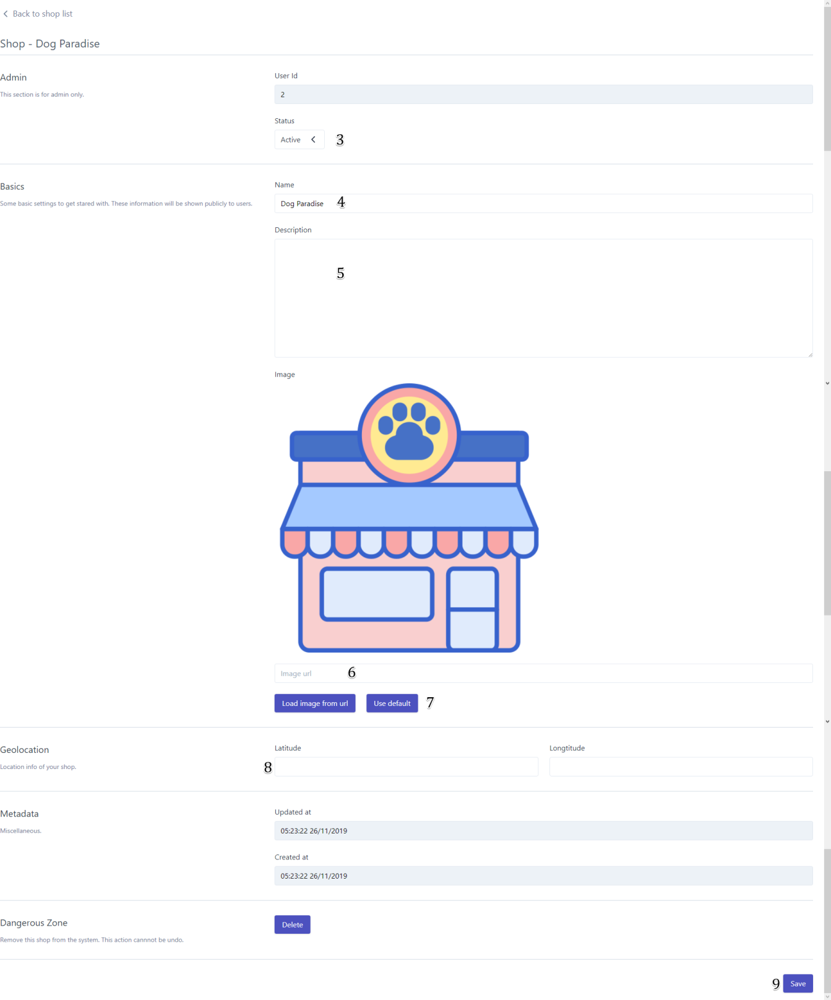 Back to shop list
Shop - Dog Paradise
Admin
This section is for admin only.
User Id
2
Status
Active
3
Basics
Some basic settings to get stared with. These information will be shown publicly to users.
Name
Dog Paradise
4
Description
5
Image
Image url
6
Load image from url
Use default
7
Geolocation
Location info of your shop.
Latitude
Longtitude
8
Metadata
Miscellaneous.
Updated at
05:23:22 26/11/2019
Created at
05:23:22 26/11/2019
Dangerous Zone
Remove this shop from the system. This action cannnot be undo.
Delete
9
Save